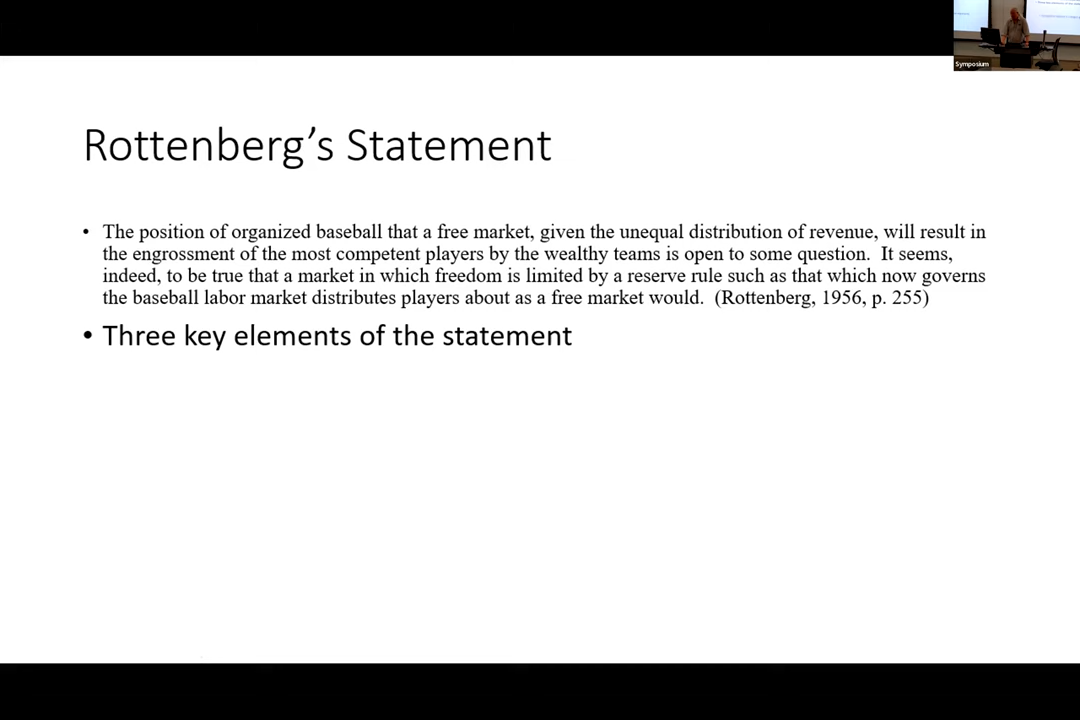 Symposium
Rottenberg’s Statement
• The position of organized baseball that a free market, given the unequal distribution of revenue, will result in
the engrossment of the most competent players by the wealthy teams is open to some question.  It seems,
indeed, to be true that a market in which freedom is limited by a reserve rule such as that which now governs
the baseball labor market distributes players about as a free market would.  (Rottenberg, 1956, p. 255)
• Three key elements of the statement